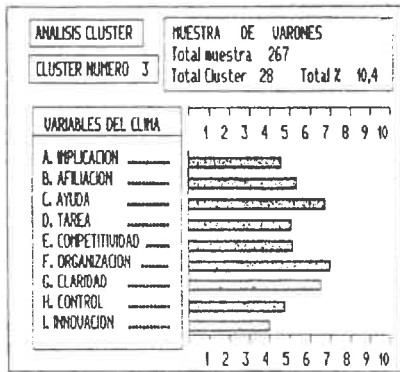 ANALISIS CLUSTER
CLUSTER NUMERO 3
MUESTRA DE VARONES
Total muestra 267
Total Cluster 28 Total % 10,4
VARIABLES DEL CLIMA
A. IMPLICACION
B. AFILIACION
C. AYUDA
D. TAREA
E. COMPETITIVIDAD
F. ORGANIZACION
G. CLARIDAD
H. CONTROL
I. INNOVACION
1 2 3 4 5 6 7 8 9 10
1 2 3 4 5 6 7 8 9 10